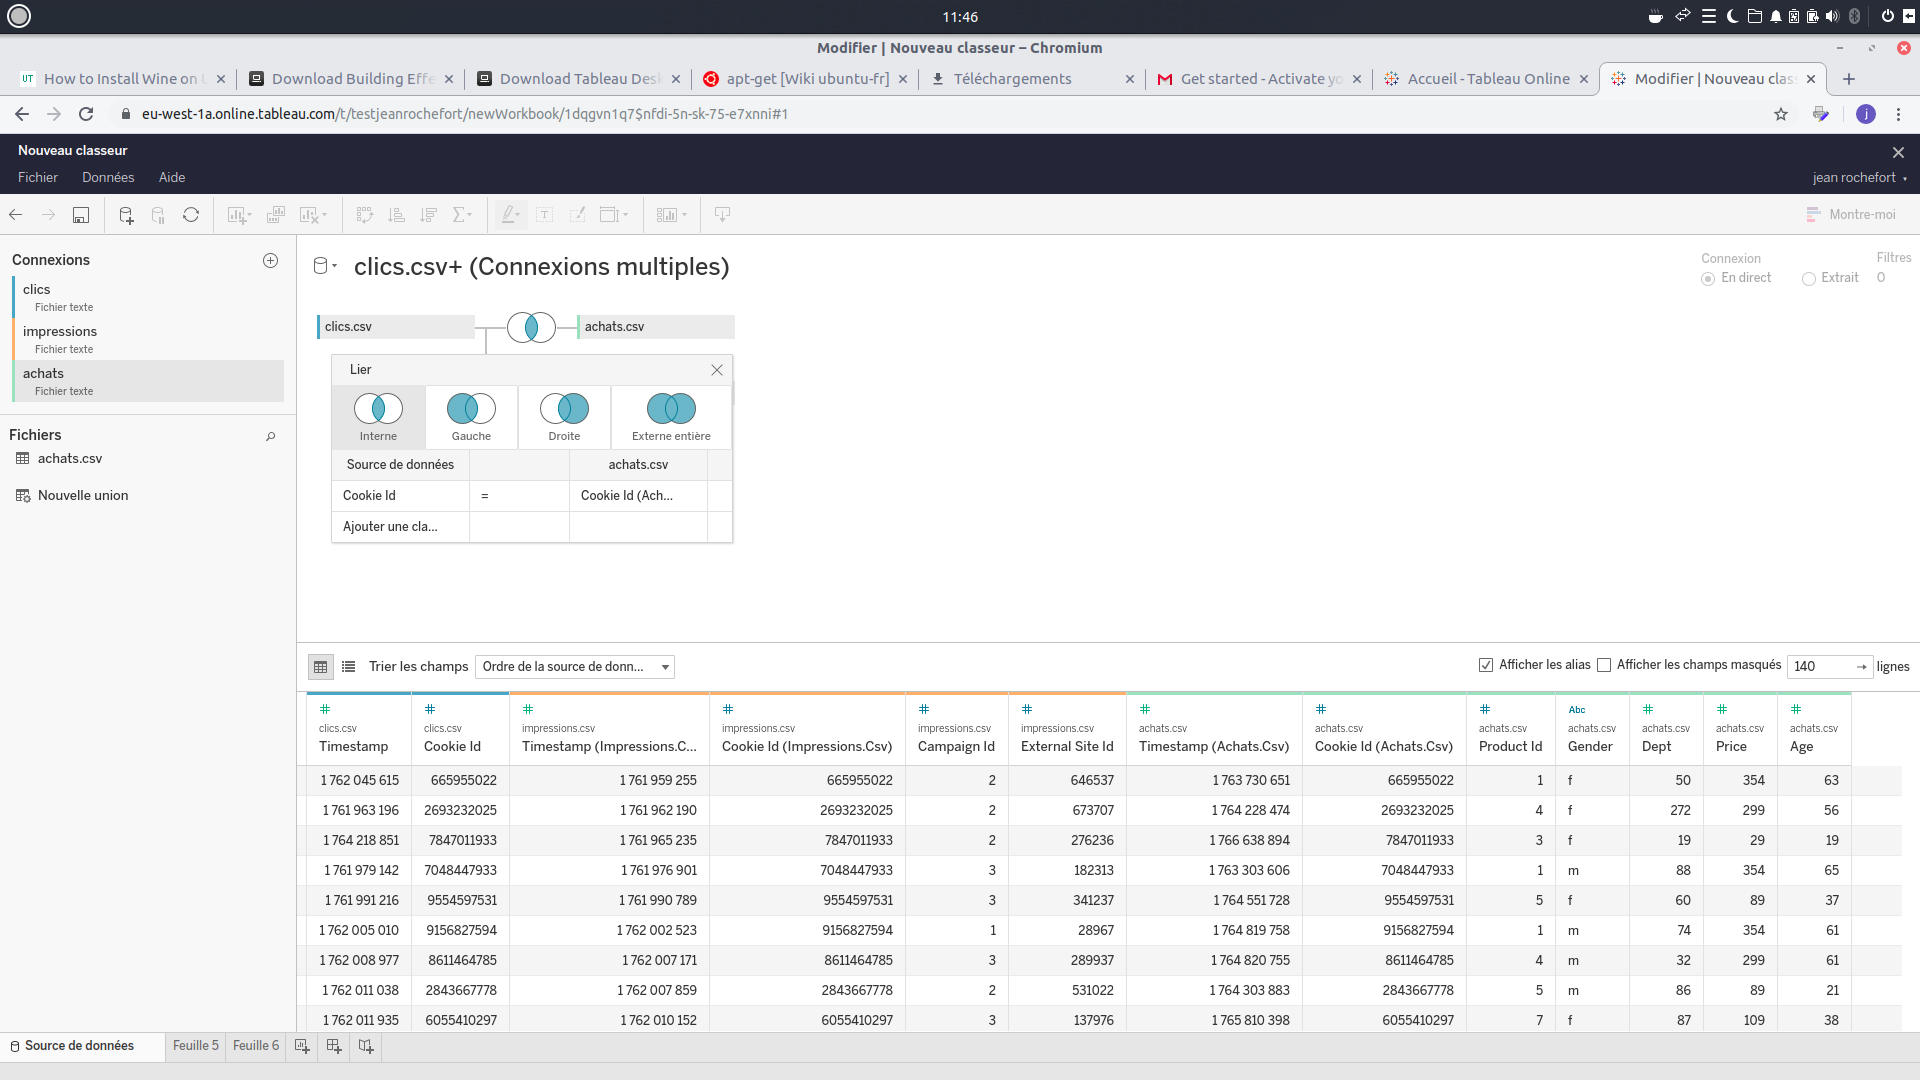 11:46
Modifier | Nouveau classeur – Chromium
How to Install Wine on
Download Building Effe
Download Tableau Desk
apt-get [Wiki ubuntu-fr]
Téléchargements
Get started - Activate yo
Accueil - Tableau Online
Modifier | Nouveau clas
eu-west-1a.online.tableau.com/t/testjeanrochefort/newWorkbook/1dqgvn1q7$nfdi-5n-sk-75-e7xnni#1
j
Nouveau classeur
Fichier Données Aide
jean rochefort
Montre-moi
Connexions
clics
Fichier texte
impressions
Fichier texte
achats
Fichier texte
Fichiers
achats.csv
Nouvelle union
clics.csv+ (Connexions multiples)
Connexion
En direct Extrait
Filtres
0
clics.csv
achats.csv
Lier
Interne Gauche Droite Externe entière
Source de données achats.csv
Cookie Id = Cookie Id (Ach...
Ajouter une cla...
Trier les champs Ordre de la source de donn...
Afficher les alias Afficher les champs masqués 140 lignes
# # # # # # # # # Abc # # #
clics.csv clics.csv impressions.csv impressions.csv impressions.csv impressions.csv achats.csv achats.csv achats.csv achats.csv achats.csv achats.csv achats.csv
Timestamp Cookie Id Timestamp (Impressions.C... Cookie Id (Impressions.Csv) Campaign Id External Site Id Timestamp (Achats.Csv) Cookie Id (Achats.Csv) Product Id Gender Dept Price Age
1 762 045 615 665955022 1 761 959 255 665955022 2 646537 1 763 730 651 665955022 1 f 50 354 63
1 761 963 196 2693232025 1 761 962 190 2693232025 2 673707 1 764 228 474 2693232025 4 f 272 299 56
1 764 218 851 7847011933 1 761 965 235 7847011933 2 276236 1 766 638 894 7847011933 3 f 19 29 19
1 761 979 142 7048447933 1 761 976 901 7048447933 3 182313 1 763 303 606 7048447933 1 m 88 354 65
1 761 991 216 9554597531 1 761 990 789 9554597531 3 341237 1 764 551 728 9554597531 5 f 60 89 37
1 762 005 010 9156827594 1 762 002 523 9156827594 1 28967 1 764 819 758 9156827594 1 m 74 354 61
1 762 008 977 8611464785 1 762 007 171 8611464785 3 289937 1 764 820 755 8611464785 4 m 32 299 61
1 762 011 038 2843667778 1 762 007 859 2843667778 2 531022 1 764 303 883 2843667778 5 m 86 89 21
1 762 011 935 6055410297 1 762 010 152 6055410297 3 137976 1 765 810 398 6055410297 7 f 87 109 38
Source de données Feuille 5 Feuille 6